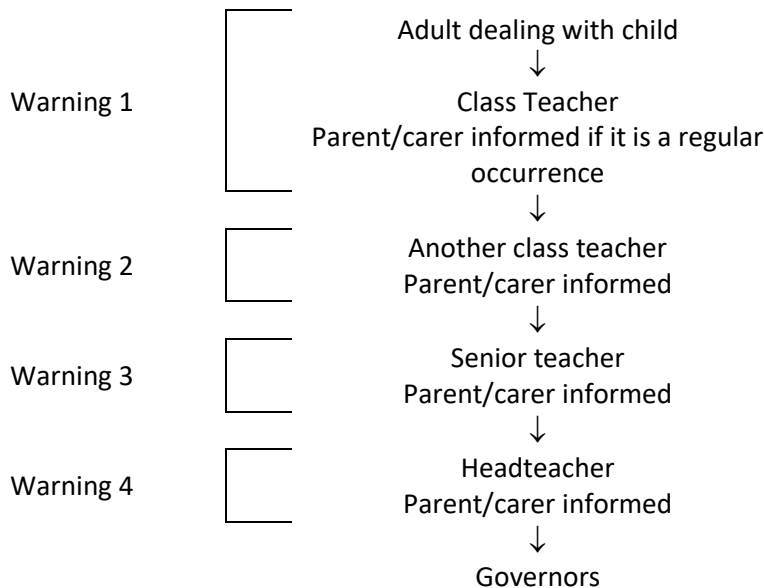 Adult dealing with child
↓
Warning 1
Class Teacher
Parent/carer informed if it is a regular
occurrence
↓
Warning 2
Another class teacher
Parent/carer informed
↓
Warning 3
Senior teacher
Parent/carer informed
↓
Warning 4
Headteacher
Parent/carer informed
↓
Governors